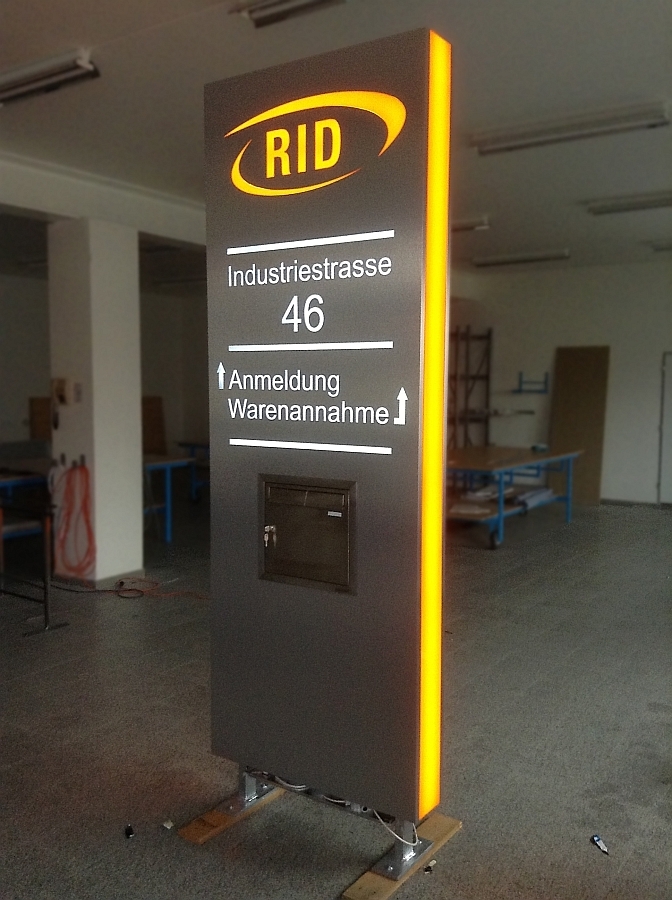 RID
Industriestrasse
46
Anmeldung
Warenannahme